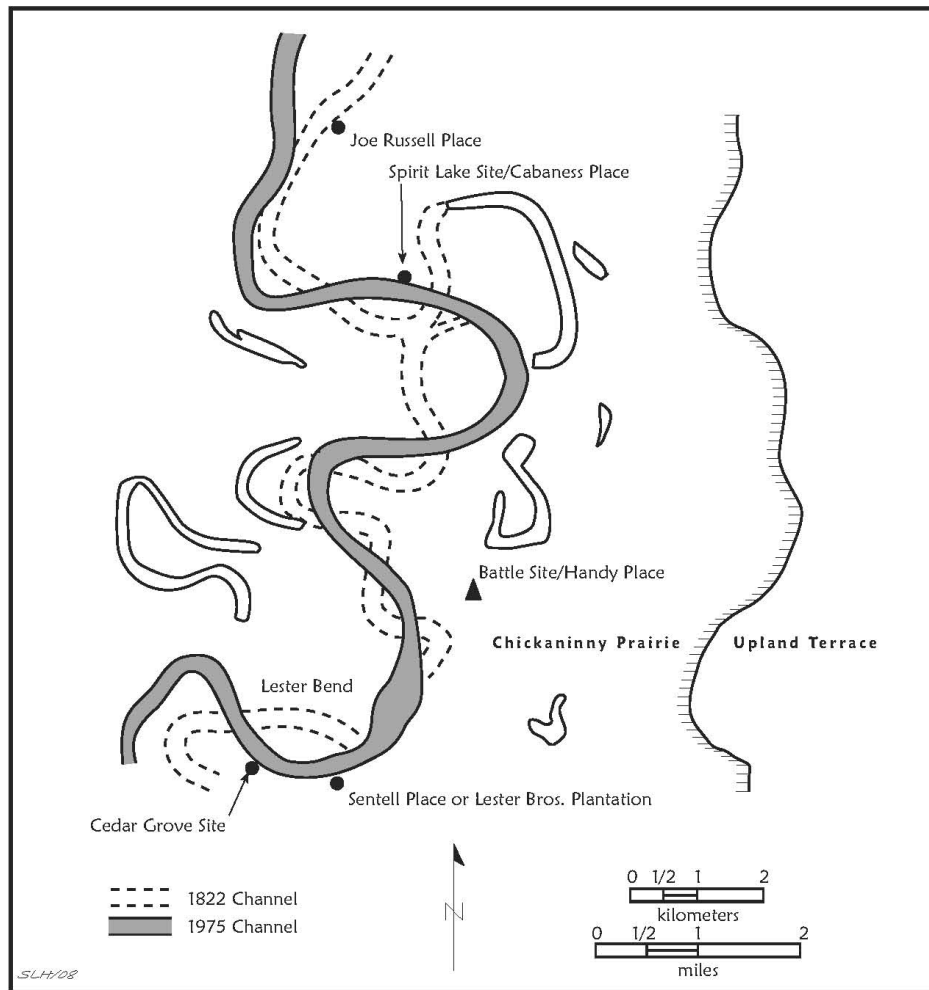 Joe Russell Place
Spirit Lake Site/Cabaness Place
Battle Site/Handy Place
Chickaninny Prairie
Upland Terrace
Lester Bend
Sentell Place or Lester Bros. Plantation
Cedar Grove Site
1822 Channel
1975 Channel
N
0 1/2 1 2
kilometers
0 1/2 1 2
miles
SLH/08